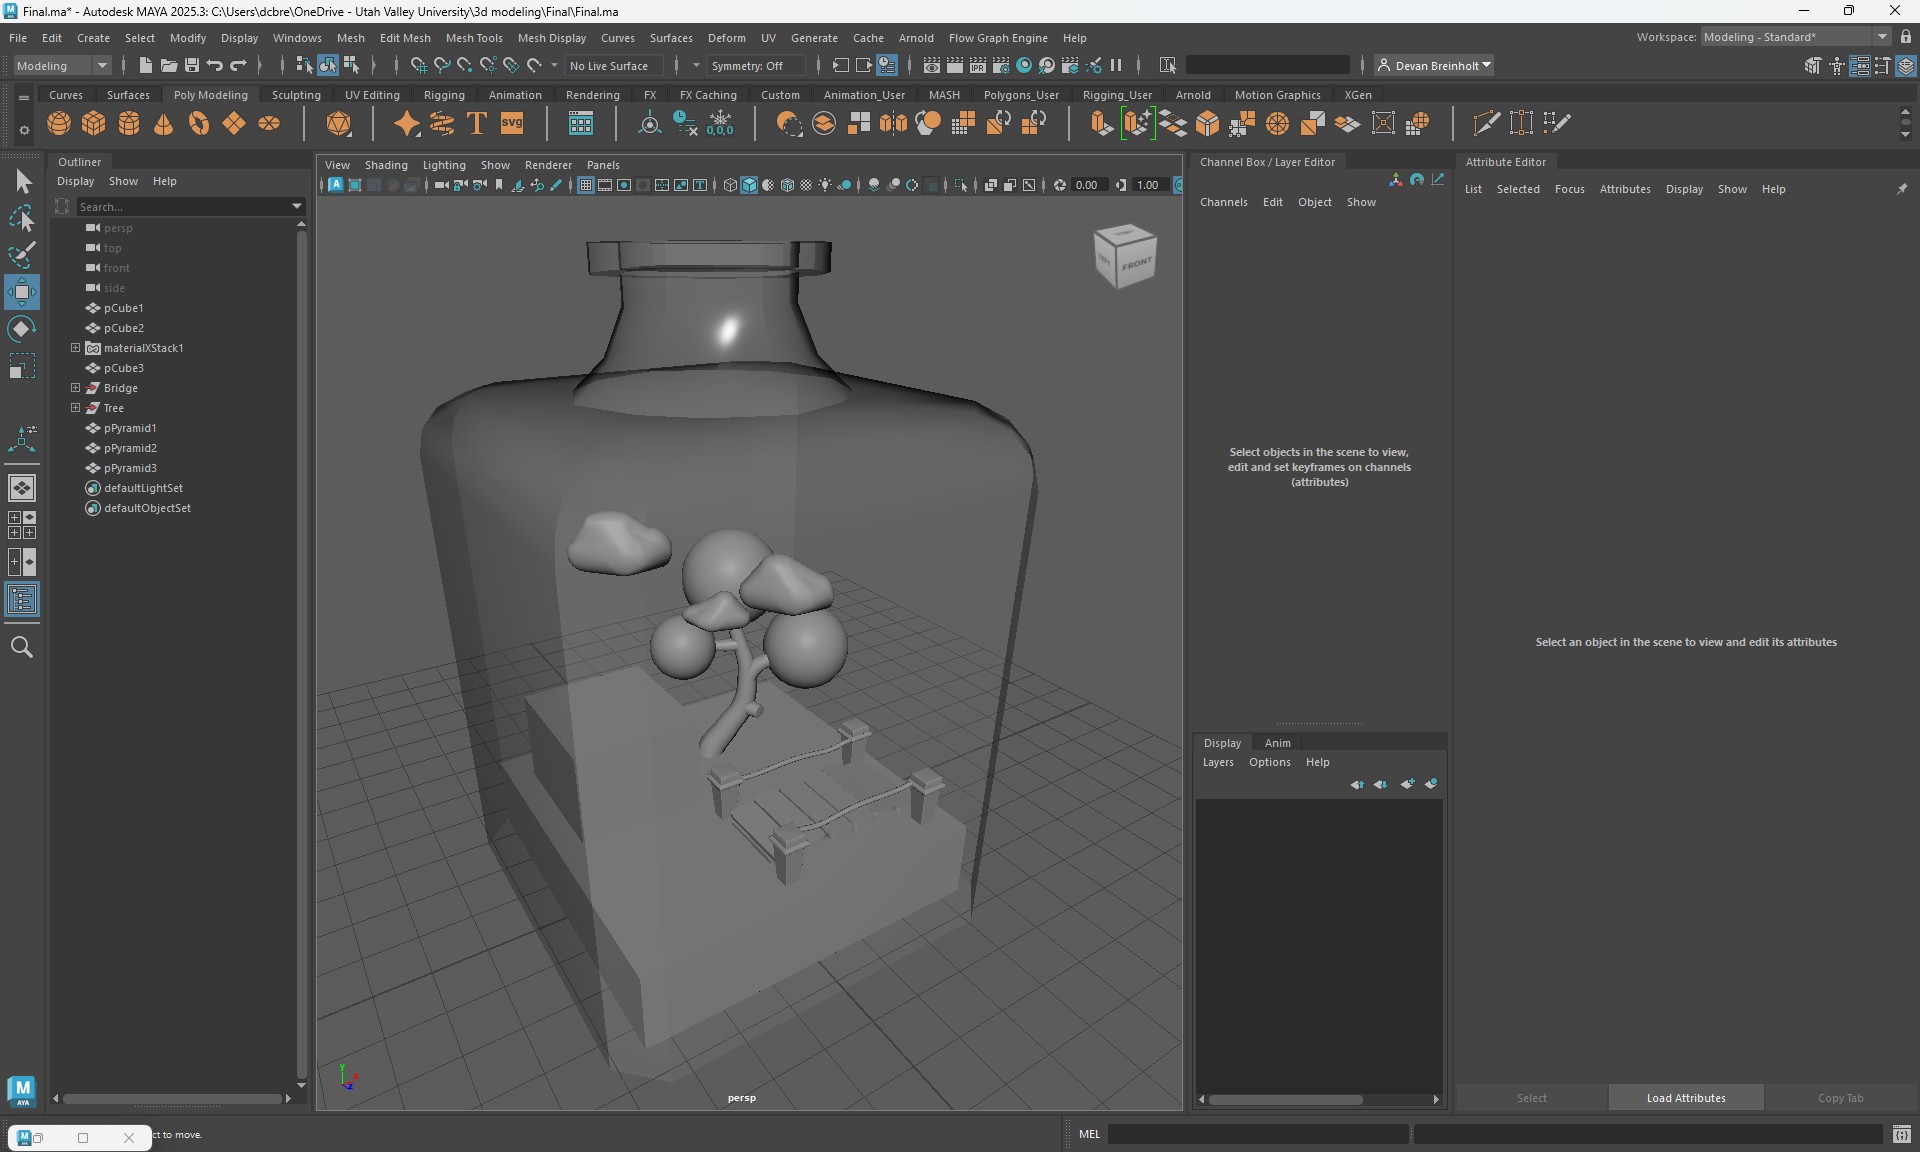 Final.ma* - Autodesk MAYA 2025.3: C:\Users\dcbre\OneDrive - Utah Valley University\3d modeling\Final\Final.ma
File Edit Create Select Modify Display Windows Mesh Edit Mesh Mesh Tools Mesh Display Curves Surfaces Deform UV Generate Cache Arnold Flow Graph Engine Help
Workspace: Modeling - Standard*
Modeling No Live Surface Symmetry: Off Devan Breinholt
Curves Surfaces Poly Modeling Sculpting UV Editing Rigging Animation Rendering FX FX Caching Custom Animation_User MASH Polygons_User Rigging_User Arnold Motion Graphics XGen
svg
0,0,0
IPR
Outliner
Display Show Help
Search...
persp
top
front
side
pCube1
pCube2
materialXStack1
pCube3
Bridge
Tree
pPyramid1
pPyramid2
pPyramid3
defaultLightSet
defaultObjectSet
View Shading Lighting Show Renderer Panels
0.00 1.00
FRONT
y
x
z
persp
Channel Box / Layer Editor
Channels Edit Object Show
Select objects in the scene to view,
edit and set keyframes on channels
(attributes)
Display Anim
Layers Options Help
Attribute Editor
List Selected Focus Attributes Display Show Help
Select an object in the scene to view and edit its attributes
Select Load Attributes Copy Tab
M
AYA
ct to move.
MEL